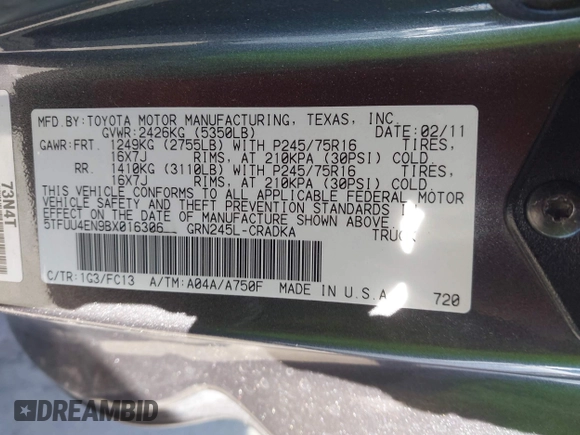 MFD.BY:TOYOTA MOTOR MANUFACTURING, TEXAS, INC.
GVWR:2426KG (5350LB) DATE: 02/11
GAWR:FRT. 1249KG (2755LB) WITH P245/75R16 TIRES,
16X7J RIMS, AT 210KPA (30PSI) COLD.
RR. 1410KG (3110LB) WITH P245/75R16 TIRES,
16X7J RIMS, AT 210KPA (30PSI) COLD.
THIS VEHICLE CONFORMS TO ALL APPLICABLE FEDERAL MOTOR
VEHICLE SAFETY AND THEFT PREVENTION STANDARDS IN
EFFECT ON THE DATE OF MANUFACTURE SHOWN ABOVE.
5TFUU4EN9BX016306 GRN245L-CRADKA TRUCK
C/TR:1G3/FC13 A/TM:A04A/A750F MADE IN U.S.A.
720
73N4T
DREAMBID